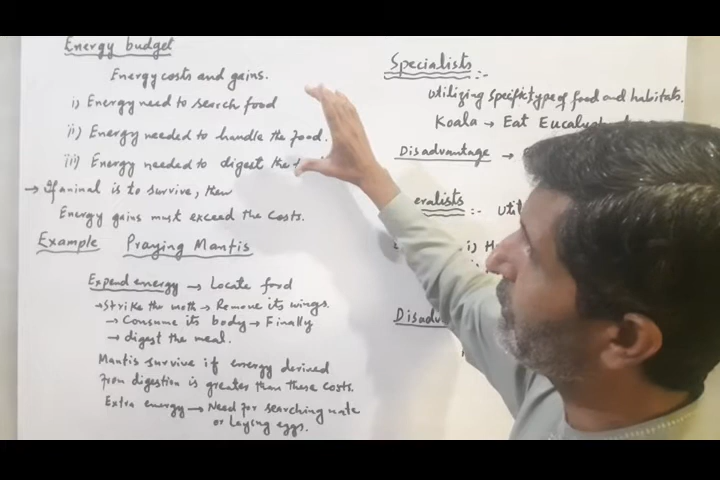 Energy budget
Energy costs and gains.
i) Energy need to search food
ii) Energy needed to handle the food.
iii) Energy needed to digest the
→ If animal is to survive, then
Energy gains must exceed the costs.
Example Praying Mantis
Expend energy → Locate food
→ Strike the moth → Remove its wings.
→ Consume its body → Finally
→ digest the meal.
Mantis survive if energy derived
from digestion is greater than these costs.
Extra energy → Need for searching mate
or Laying eggs.
Specialists :-
utilizing specific type of food and habitats.
Koala → Eat
Disadvantage →
eralists :-
i)